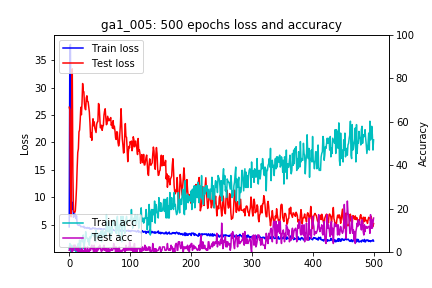 ga1_005: 500 epochs loss and accuracy
Train loss
Test loss
Train acc
Test acc
Loss
35
30
25
20
15
10
5
Accuracy
100
80
60
40
20
0
0 100 200 300 400 500